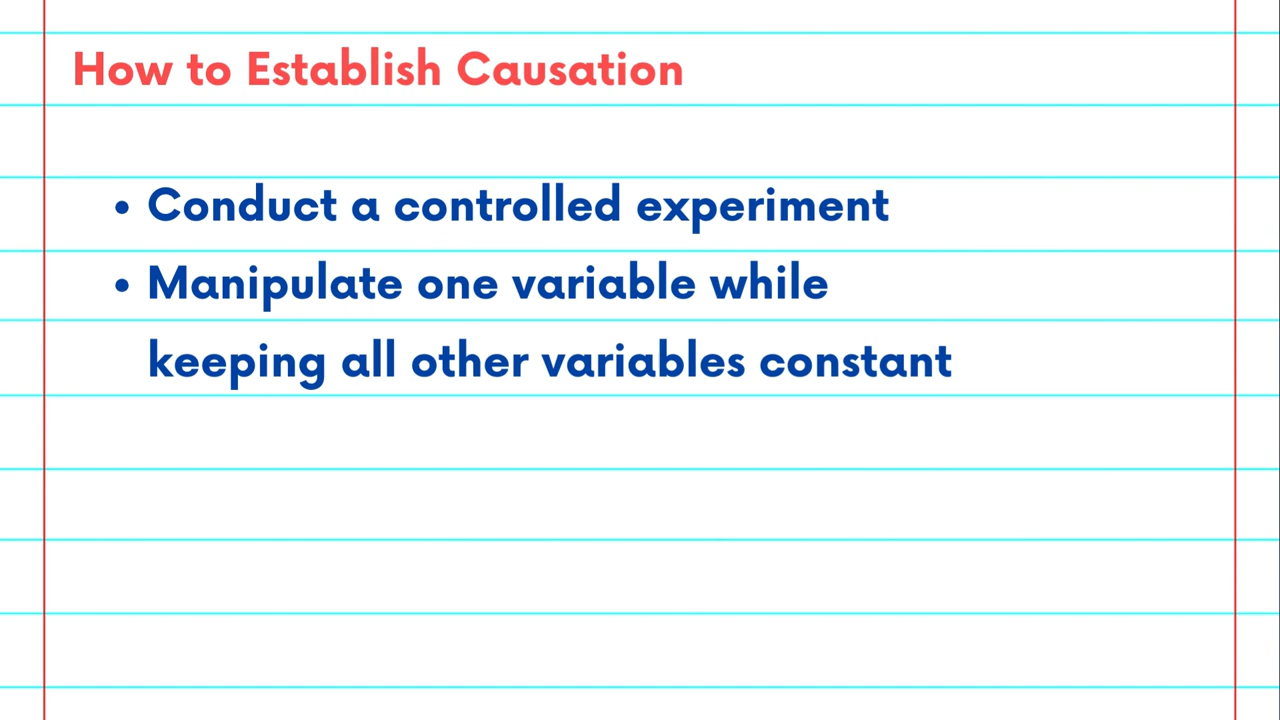 How to Establish Causation
• Conduct a controlled experiment
• Manipulate one variable while
keeping all other variables constant